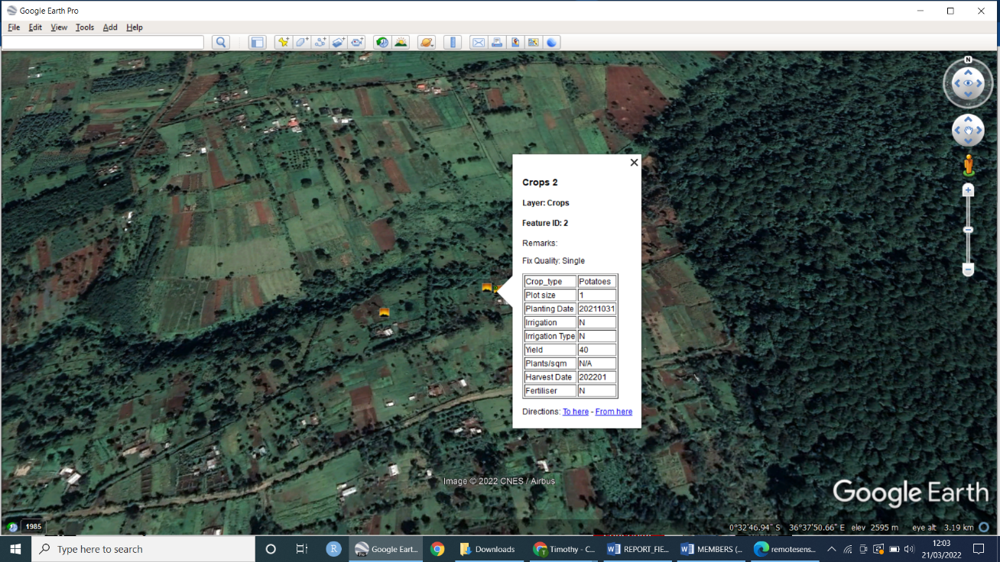 Google Earth Pro
File Edit View Tools Add Help
N
Crops 2
Layer: Crops
Feature ID: 2
Remarks:
Fix Quality: Single
Crop_type Potatoes
Plot size 1
Planting Date 20211031
Irrigation N
Irrigation Type N
Yield 40
Plants/sqm N/A
Harvest Date 202201
Fertiliser N
Directions: To here - From here
Image © 2022 CNES / Airbus
Google Earth
1985
0°32'46.94" S 36°37'50.66" E elev 2595 m eye alt 3.19 km
Type here to search
R
Google Eart...
Downloads
Timothy - C...
REPORT_FIE...
MEMBERS (...
remotesens...
12:03
21/03/2022